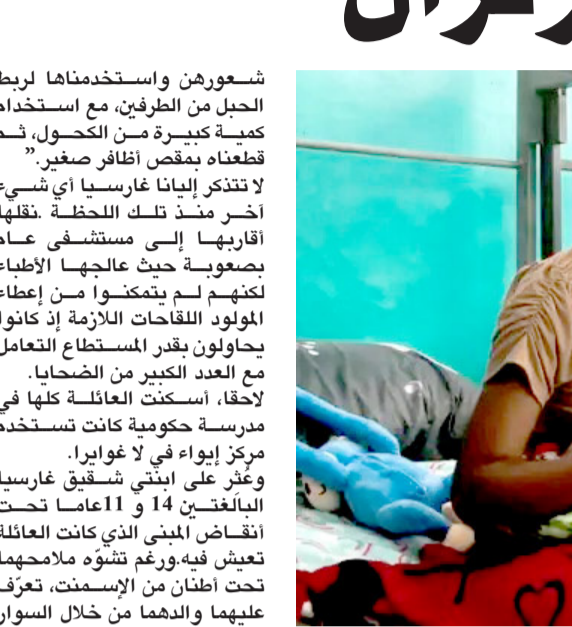 شعورهن واستخدمناها لربط
الحبل من الطرفين، مع استخدام
كمية كبيرة من الكحول، ثم
قطعناه بمقص أظافر صغير.”
لا تتذكر إليانا غارسيا أي شيء
آخر منذ تلك اللحظة .نقلها
أقاربها إلى مستشفى عام
بصعوبة حيث عالجها الأطباء
لكنهم لم يتمكنوا من إعطاء
المولود اللقاحات اللازمة إذ كانوا
يحاولون بقدر المستطاع التعامل
مع العدد الكبير من الضحايا.
لاحقا، أسكنت العائلة كلها في
مدرسة حكومية كانت تستخدم
مركز إيواء في لا غوايرا.
وعُثر على ابنتي شقيق غارسيا
البالغتين 14 و 11عاما تحت
أنقاض المبنى الذي كانت العائلة
تعيش فيه.ورغم تشوّه ملامحهما
تحت أطنان من الإسمنت، تعرّف
عليهما والدهما من خلال السوار